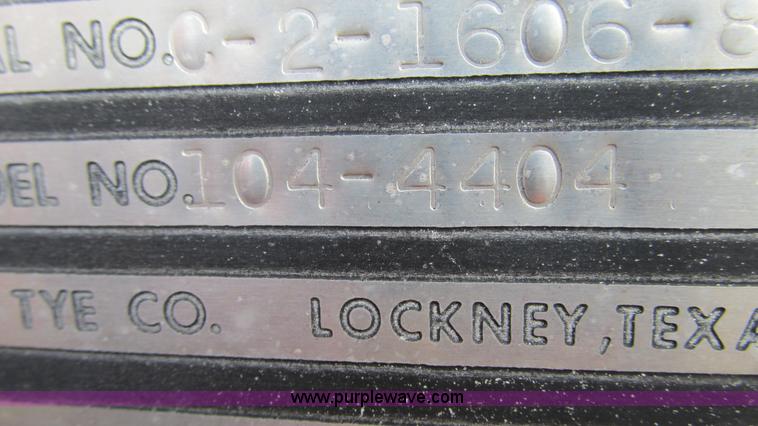 AL NO. C-2-1606-8
DEL NO. 104-4404
TYE CO. LOCKNEY, TEXA
www.purplewave.com